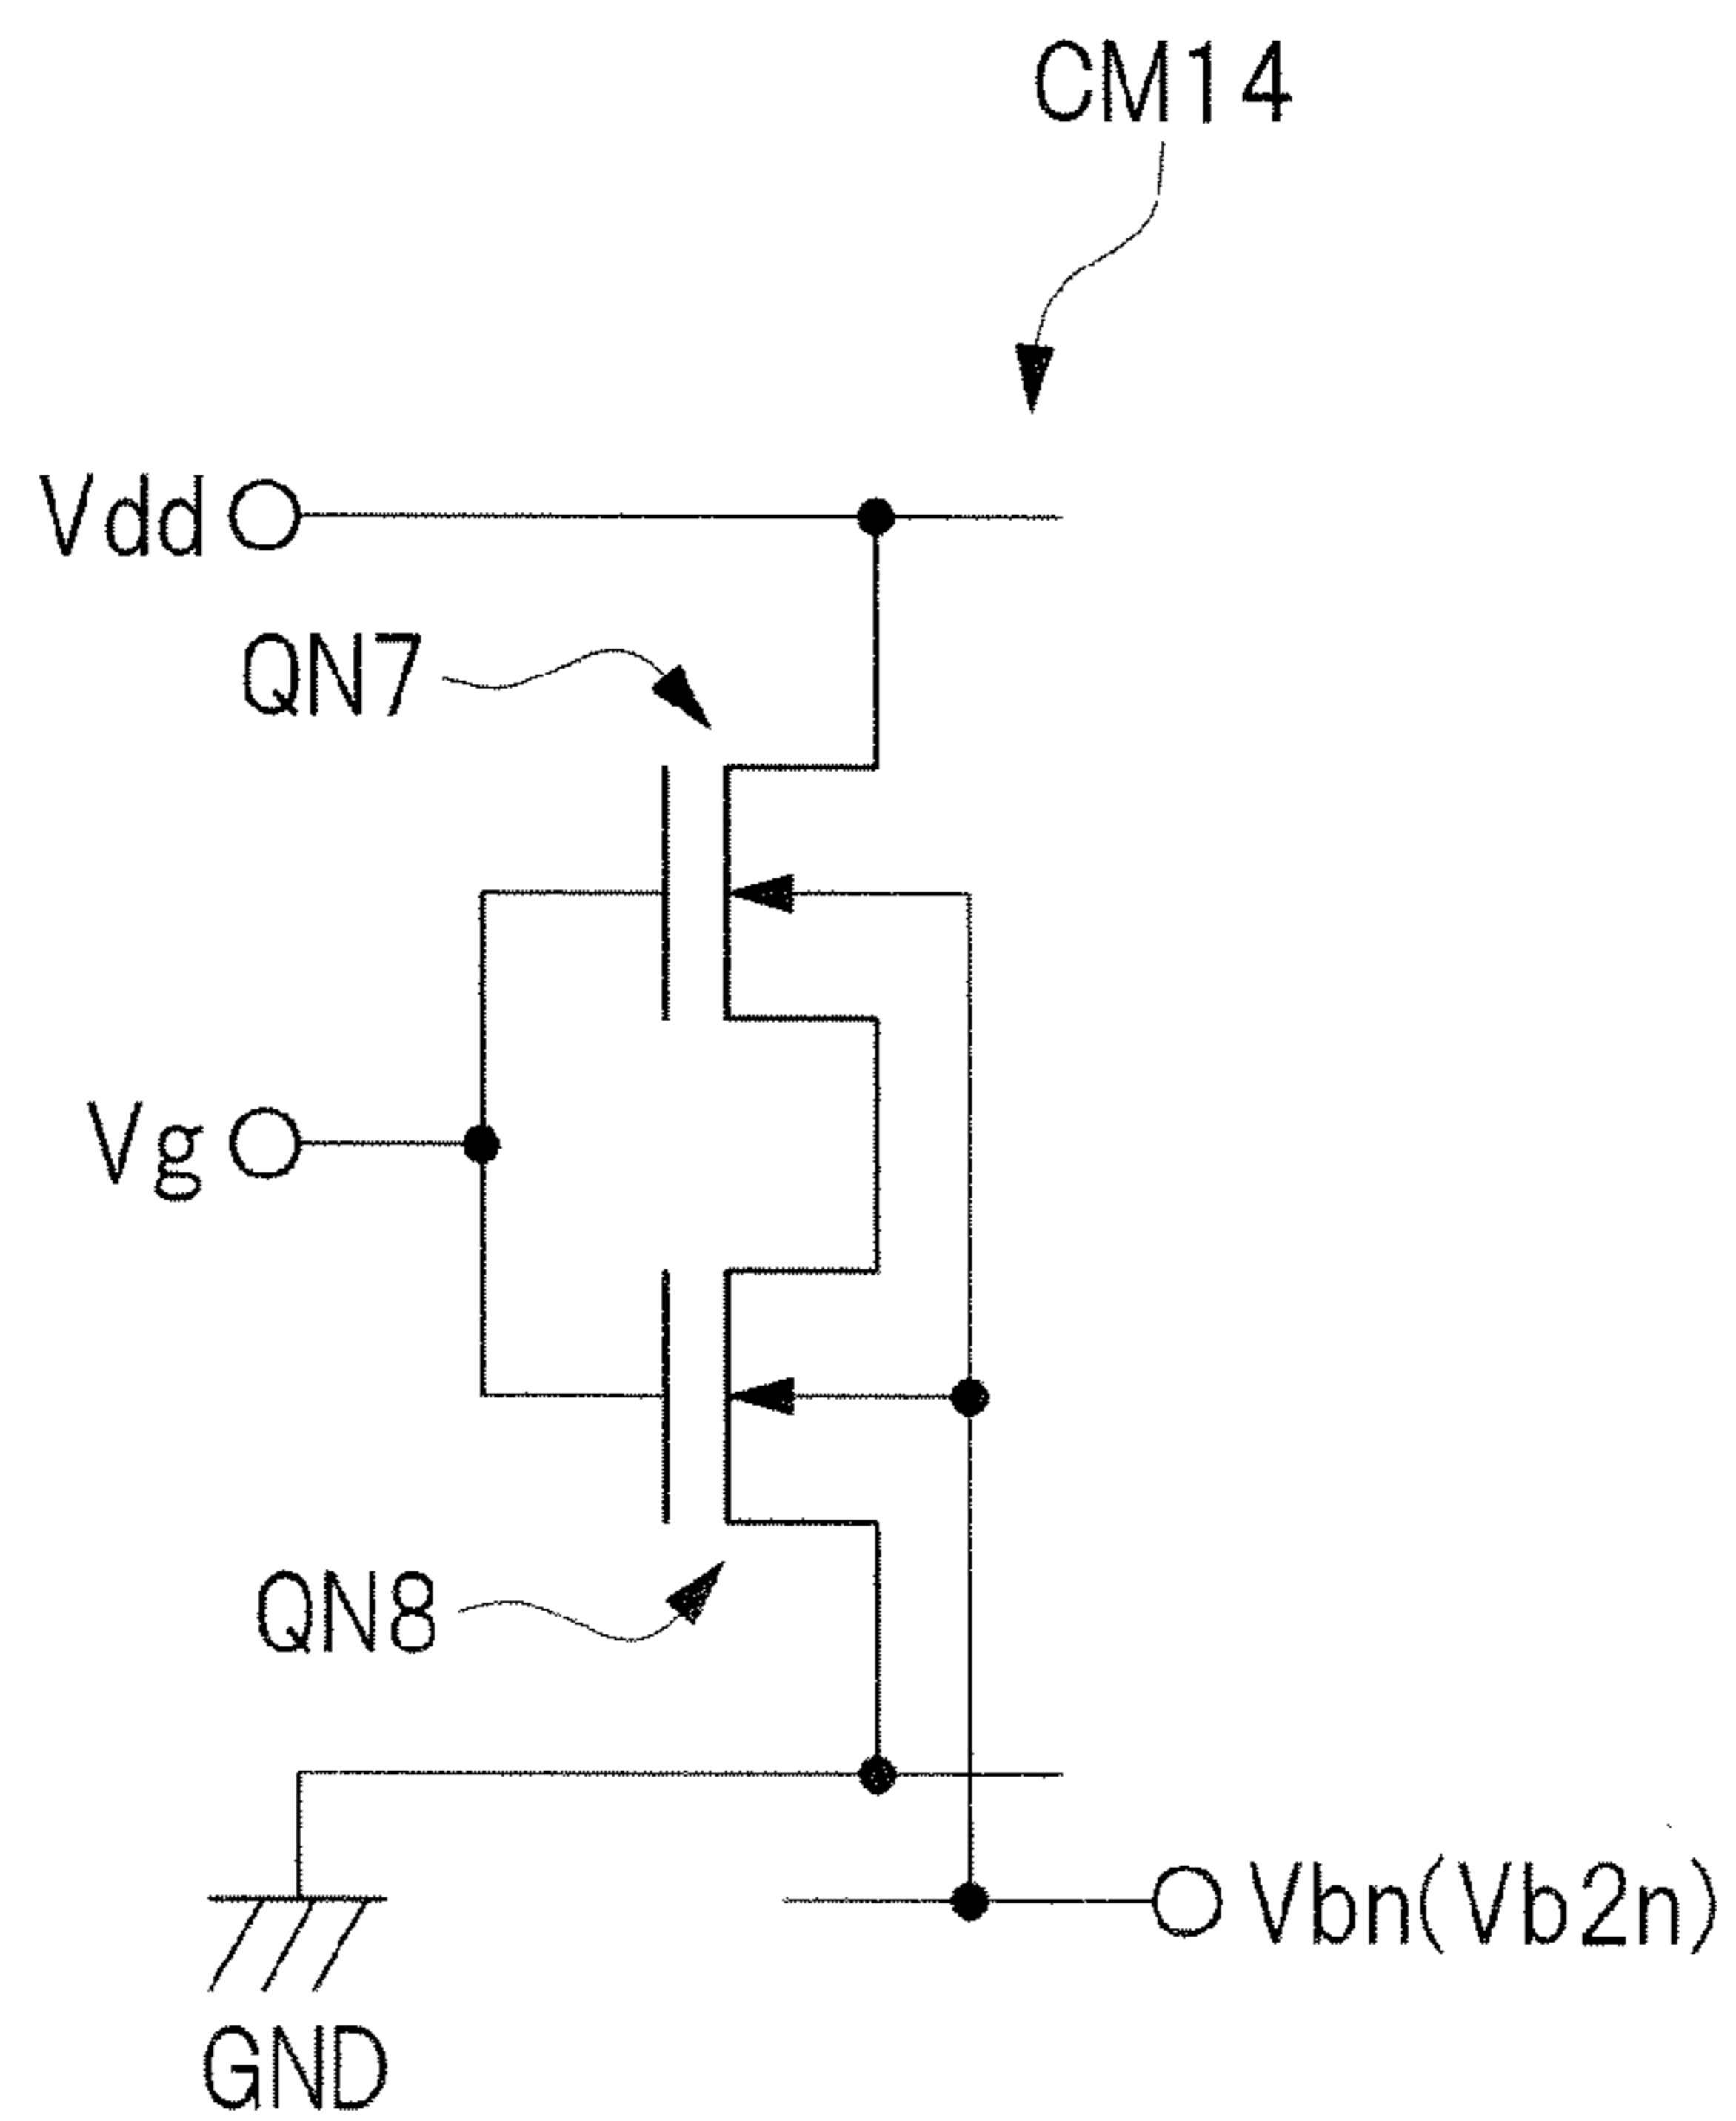 CM14
Vdd
QN7
Vg
QN8
Vbn(Vb2n)
GND